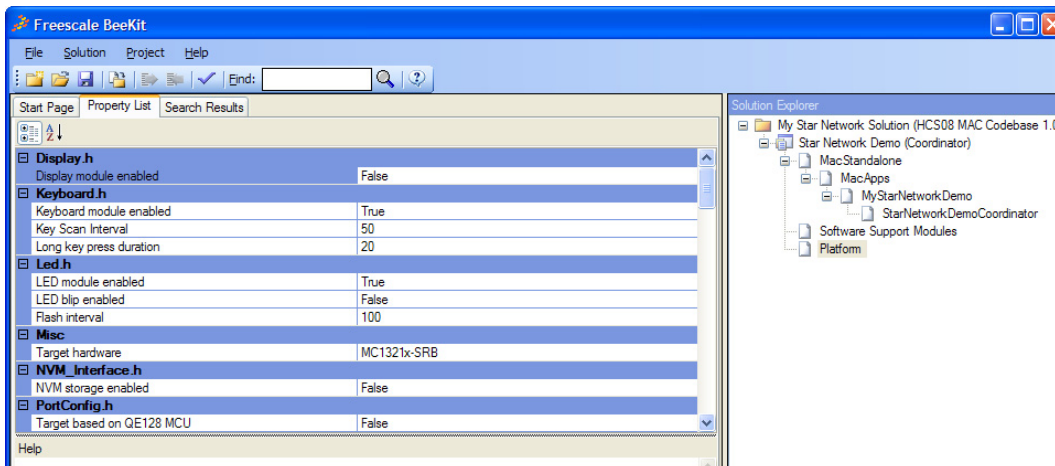 Freescale BeeKit
File Solution Project Help
Find:
Start Page Property List Search Results
Display.h
Display module enabled False
Keyboard.h
Keyboard module enabled True
Key Scan Interval 50
Long key press duration 20
Led.h
LED module enabled True
LED blip enabled False
Flash interval 100
Misc
Target hardware MC1321x-SRB
NVM_Interface.h
NVM storage enabled False
PortConfig.h
Target based on QE128 MCU False
Help
Solution Explorer
My Star Network Solution (HCS08 MAC Codebase 1.0
Star Network Demo (Coordinator)
MacStandalone
MacApps
MyStarNetworkDemo
StarNetworkDemoCoordinator
Software Support Modules
Platform